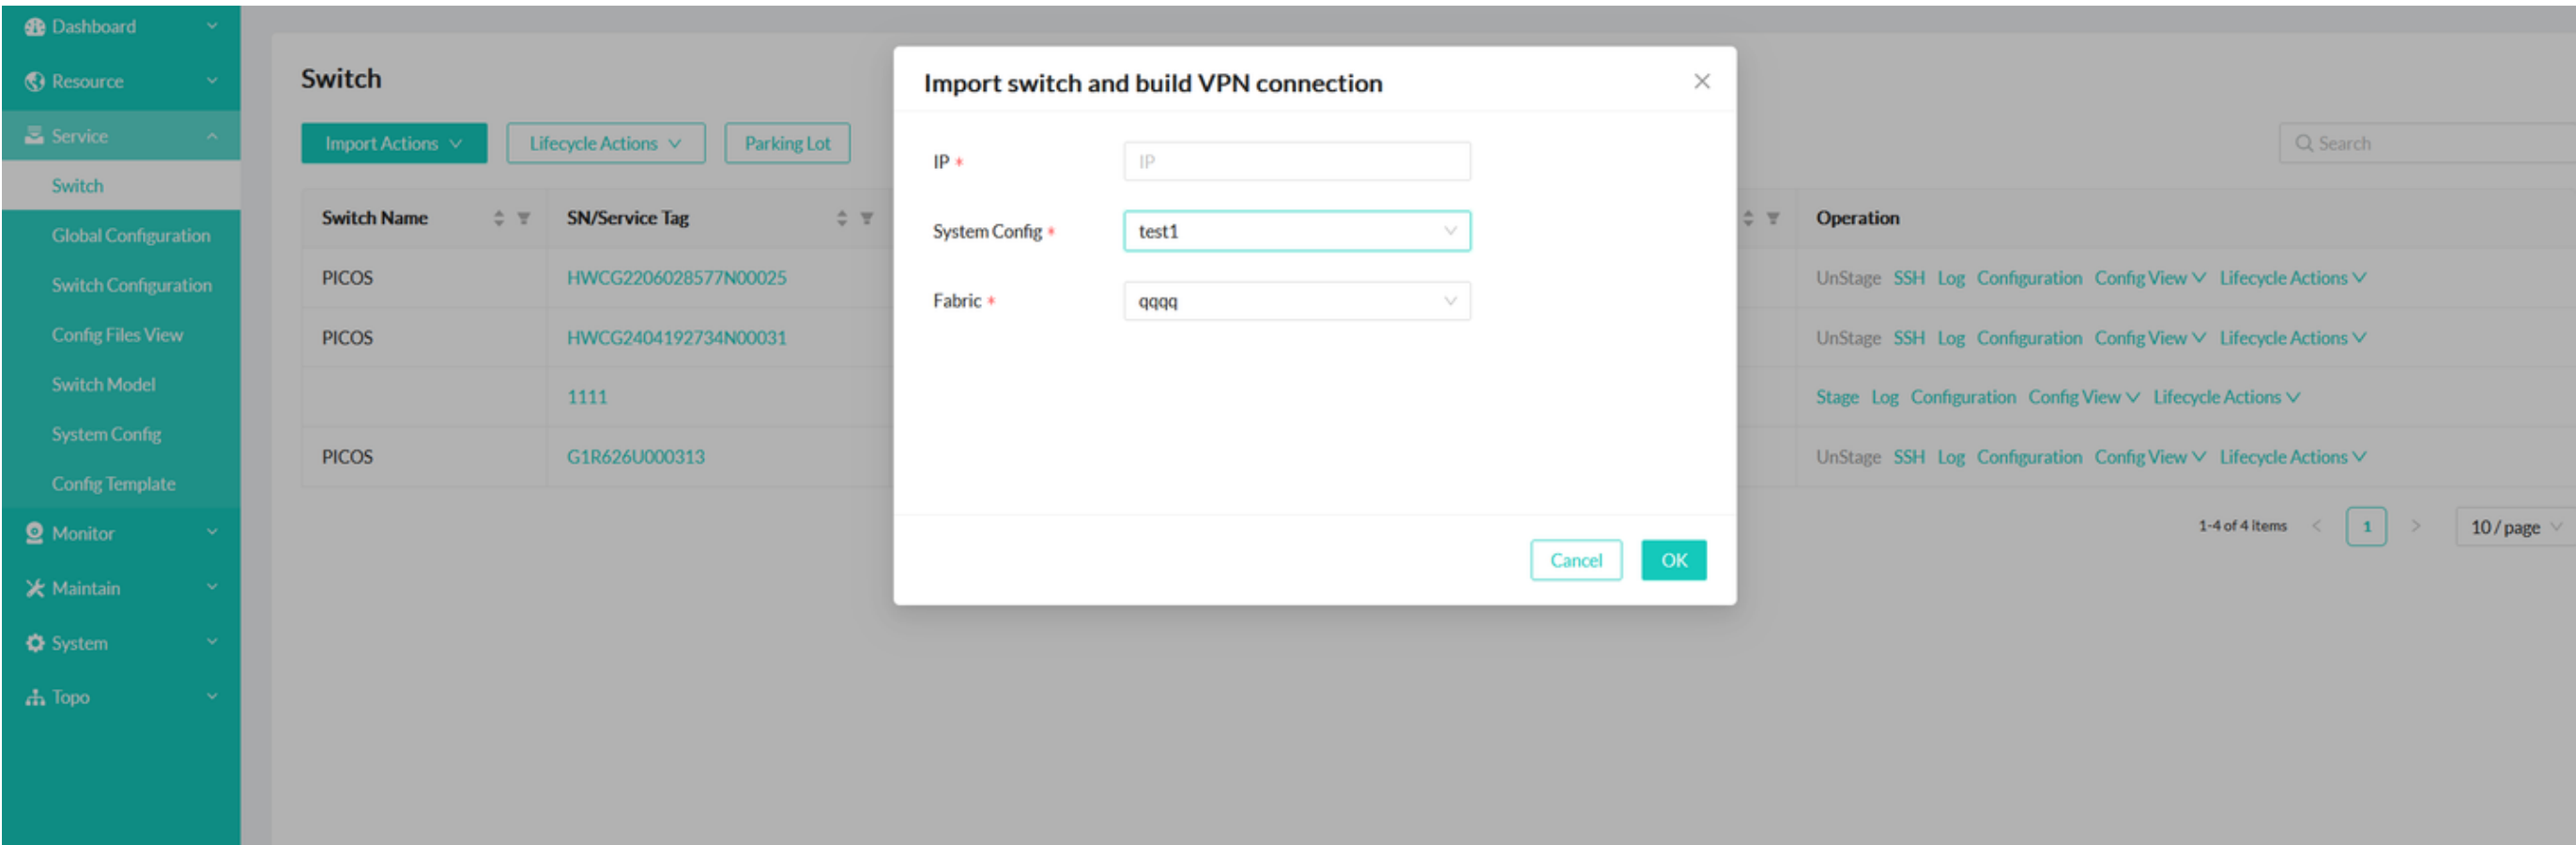 Dashboard
Resource
Service
Switch
Global Configuration
Switch Configuration
Config Files View
Switch Model
System Config
Config Template
Monitor
Maintain
System
Topo
Switch
Import Actions
Lifecycle Actions
Parking Lot
Search
Switch Name SN/Service Tag Operation
PICOS HWCG2206028577N00025 UnStage SSH Log Configuration Config View Lifecycle Actions
PICOS HWCG2404192734N00031 UnStage SSH Log Configuration Config View Lifecycle Actions
1111 Stage Log Configuration Config View Lifecycle Actions
PICOS G1R626U000313 UnStage SSH Log Configuration Config View Lifecycle Actions
1-4 of 4 items < 1 > 10 / page
Import switch and build VPN connection
IP * IP
System Config * test1
Fabric * qqqq
Cancel OK